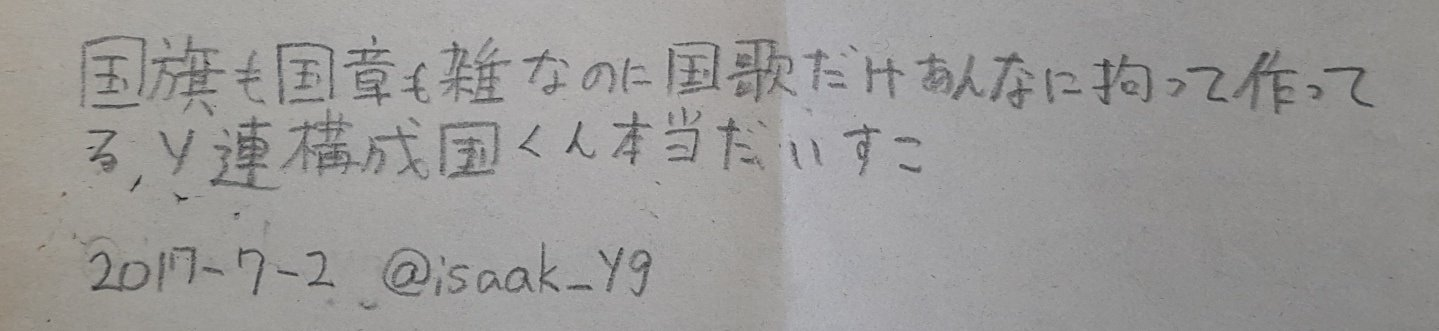 国旗も国章も雑なのに国歌だけあんなに拘って作って
る,ソ連構成国くん本当だいすこ
2017-7-2 @isaak_Yg